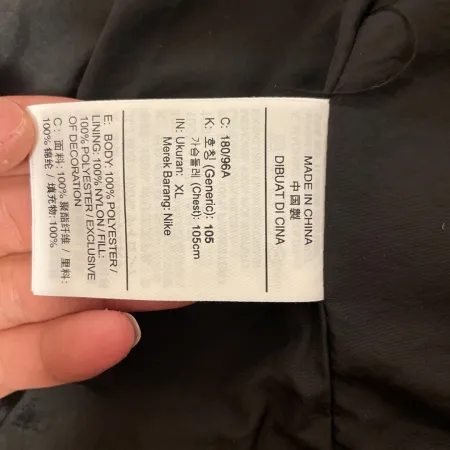 MADE IN CHINA
中國製
DIBUAT DI CINA
C: 180/96A
K: 호칭 (Generic): 105
가슴둘레 (Chest): 105cm
IN: Ukuran: XL
Merek Barang: Nike
E: BODY: 100% POLYESTER /
LINING: 100% NYLON / FILL:
100% POLYESTER / EXCLUSIVE
OF DECORATION
C: 面料: 100% 聚酯纤维 / 里料:
100% 锦纶 / 填充物: 100%